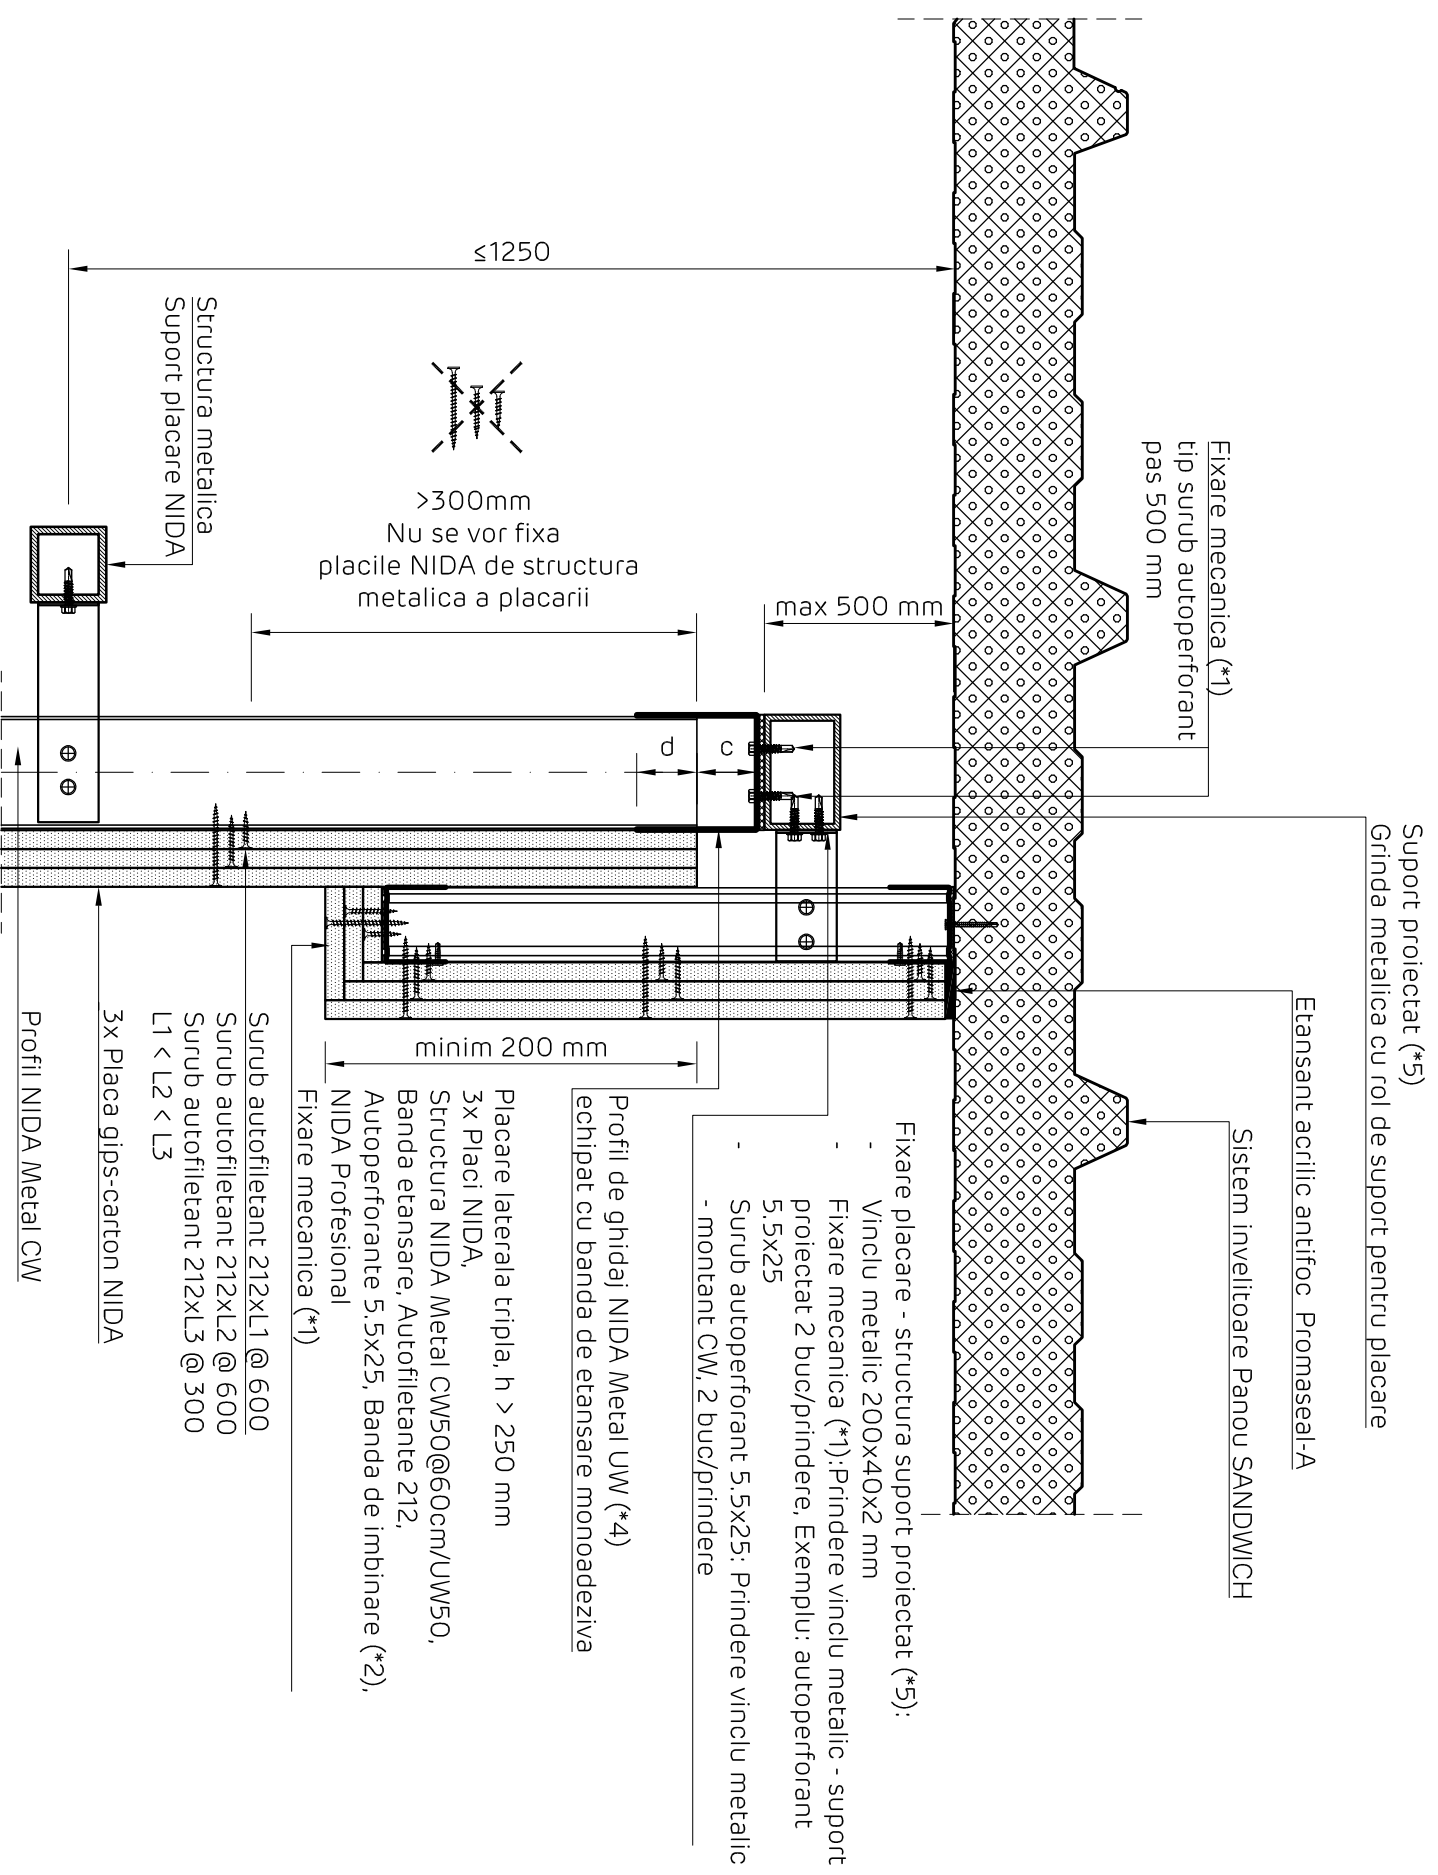 Suport proiectat (*5)
Grinda metalica cu rol de suport pentru placare
Etansant acrilic antifoc Promaseal-A
Sistem invelitoare Panou SANDWICH
Fixare mecanica (*1)
tip surub autoperforant
pas 500 mm
≤1250
>300mm
Nu se vor fixa
placile NIDA de structura
metalica a placarii
max 500 mm
Structura metalica
Suport placare NIDA
d
c
minim 200 mm
Fixare placare - structura suport proiectat (*5):
- Vinclu metalic 200x40x2 mm
- Fixare mecanica (*1):Prindere vinclu metalic - suport
proiectat 2 buc/prindere, Exemplu: autoperforant
5.5x25
- Surub autoperforant 5.5x25: Prindere vinclu metalic
- montant CW, 2 buc/prindere
Profil de ghidaj NIDA Metal UW (*4)
echipat cu banda de etansare monoadeziva
Placare laterala tripla, h > 250 mm
3x Placi NIDA,
Structura NIDA Metal CW50@60cm/UW50,
Banda etansare, Autofiletante 212,
Autoperforante 5.5x25, Banda de imbinare (*2),
NIDA Profesional
Fixare mecanica (*1)
Surub autofiletant 212xL1 @ 600
Surub autofiletant 212xL2 @ 600
Surub autofiletant 212xL3 @ 300
L1 < L2 < L3
3x Placa gips-carton NIDA
Profil NIDA Metal CW